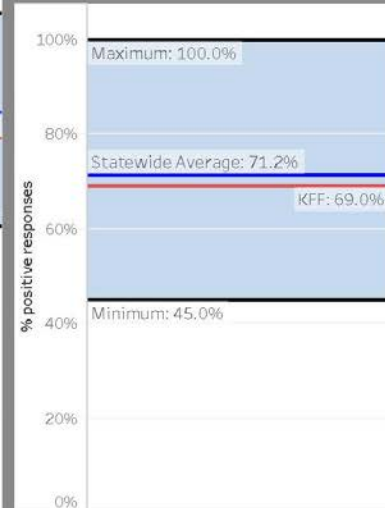 100%
Maximum: 100.0%
80%
Statewide Average: 71.2%
KFF: 69.0%
60%
Minimum: 45.0%
40%
20%
0%
% positive responses